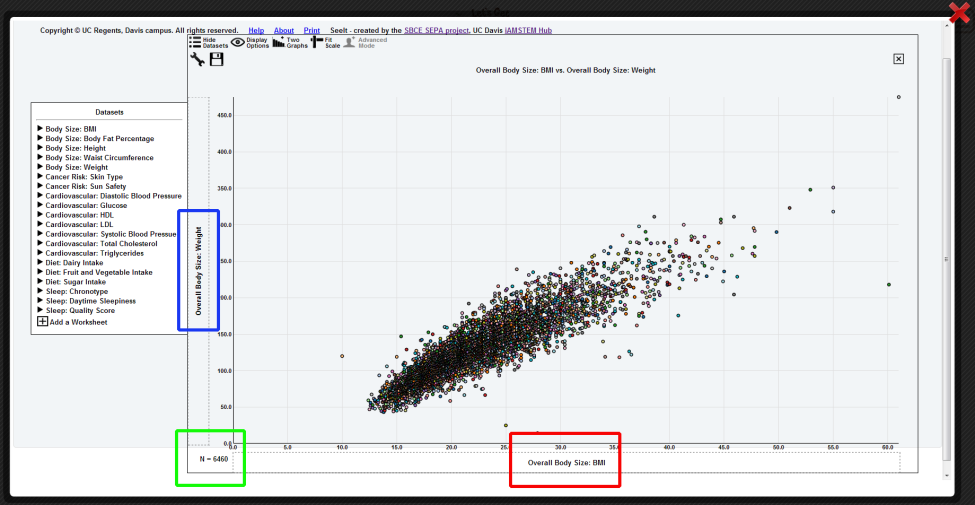 Copyright © UC Regents, Davis campus. All rights reserved. Help About Print SeeIt - created by the SBCE SEPA project, UC Davis IAMSTEM Hub
Hide Datasets Display Options Two Graphs Fit Scale Advanced Mode
Overall Body Size: BMI vs. Overall Body Size: Weight
Datasets
Body Size: BMI
Body Size: Body Fat Percentage
Body Size: Height
Body Size: Waist Circumference
Body Size: Weight
Cancer Risk: Skin Type
Cancer Risk: Sun Safety
Cardiovascular: Diastolic Blood Pressure
Cardiovascular: Glucose
Cardiovascular: HDL
Cardiovascular: LDL
Cardiovascular: Systolic Blood Pressure
Cardiovascular: Total Cholesterol
Cardiovascular: Triglycerides
Diet: Dairy Intake
Diet: Fruit and Vegetable Intake
Diet: Sugar Intake
Sleep: Chronotype
Sleep: Daytime Sleepiness
Sleep: Quality Score
Add a Worksheet
Overall Body Size: Weight
450.0
400.0
350.0
00.0
50.0
00.0
150.0
100.0
50.0
0.0
0.0 5.0 10.0 15.0 20.0 25.0 30.0 35.0 40.0 45.0 50.0 55.0 60.0
N = 6460
Overall Body Size: BMI